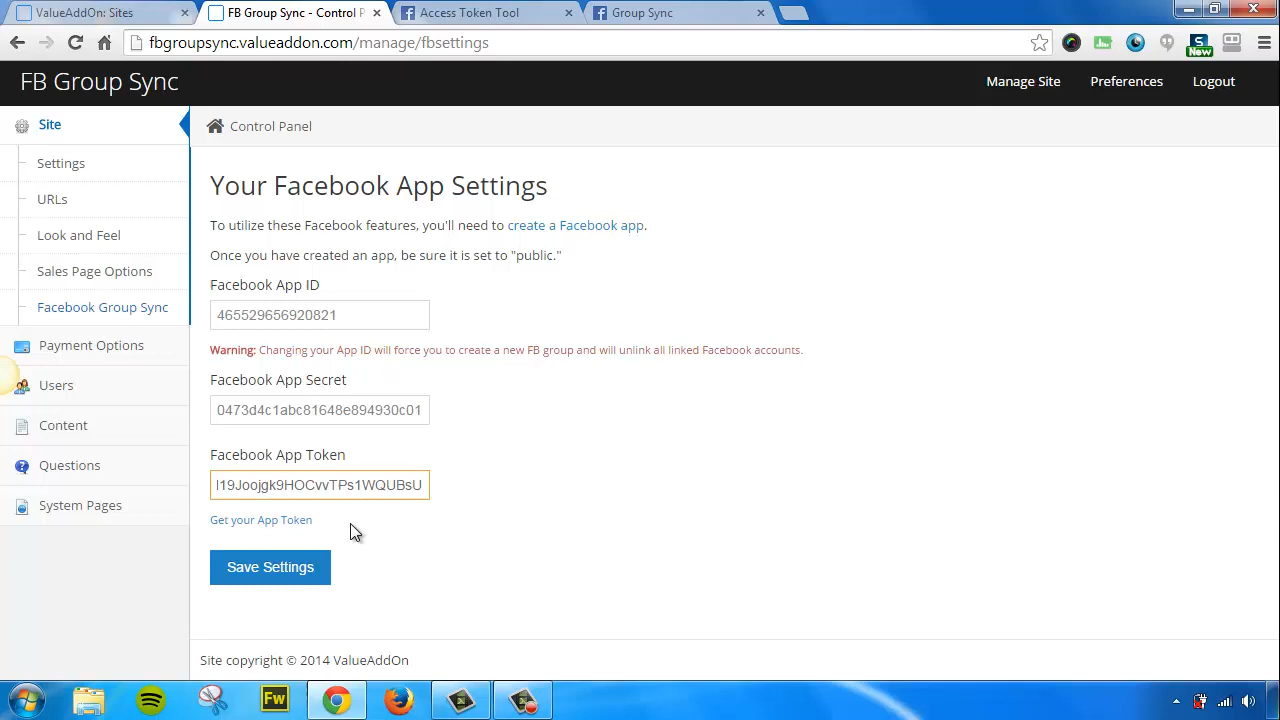 ValueAddOn: Sites
FB Group Sync - Control P
Access Token Tool
Group Sync
fbgroupsync.valueaddon.com/manage/fbsettings
S
New
FB Group Sync
Manage Site
Preferences
Logout
Site
Settings
URLs
Look and Feel
Sales Page Options
Facebook Group Sync
Payment Options
Users
Content
Questions
System Pages
Control Panel
Your Facebook App Settings
To utilize these Facebook features, you'll need to create a Facebook app.
Once you have created an app, be sure it is set to "public."
Facebook App ID
465529656920821
Warning: Changing your App ID will force you to create a new FB group and will unlink all linked Facebook accounts.
Facebook App Secret
0473d4c1abc81648e894930c01
Facebook App Token
Get your App Token
Save Settings
Site copyright © 2014 ValueAddOn
Fw